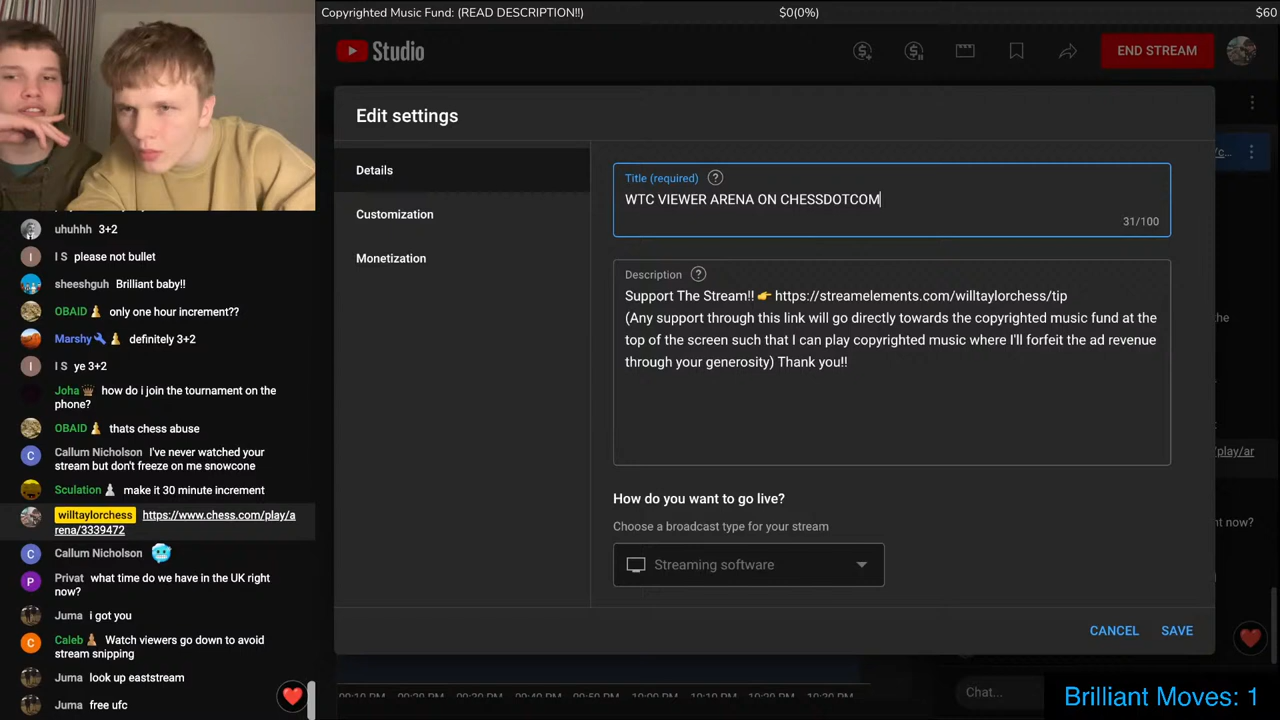 Copyrighted Music Fund: (READ DESCRIPTION!!) $0(0%) $60
Studio
END STREAM
Edit settings
Details
Customization
Monetization
Title (required)
WTC VIEWER ARENA ON CHESSDOTCOM
31/100
Description
Support The Stream!! 👉 https://streamelements.com/willtaylorchess/tip
(Any support through this link will go directly towards the copyrighted music fund at the
top of the screen such that I can play copyrighted music where I'll forfeit the ad revenue
through your generosity) Thank you!!
How do you want to go live?
Choose a broadcast type for your stream
Streaming software
CANCEL
SAVE
uhuhhh 3+2
I S please not bullet
sheeshguh Brilliant baby!!
OBAID only one hour increment??
Marshy definitely 3+2
I S ye 3+2
Joha how do i join the tournament on the
phone?
OBAID thats chess abuse
Callum Nicholson I've never watched your
stream but don't freeze on me snowcone
Sculation make it 30 minute increment
willtaylorchess https://www.chess.com/play/a
rena/3339472
Callum Nicholson 🥶
Privat what time do we have in the UK right
now?
Juma i got you
Caleb Watch viewers go down to avoid
stream snipping
Juma look up eaststream
Juma free ufc
/c...
the
/play/ar
nt now?
Chat...
Brilliant Moves: 1